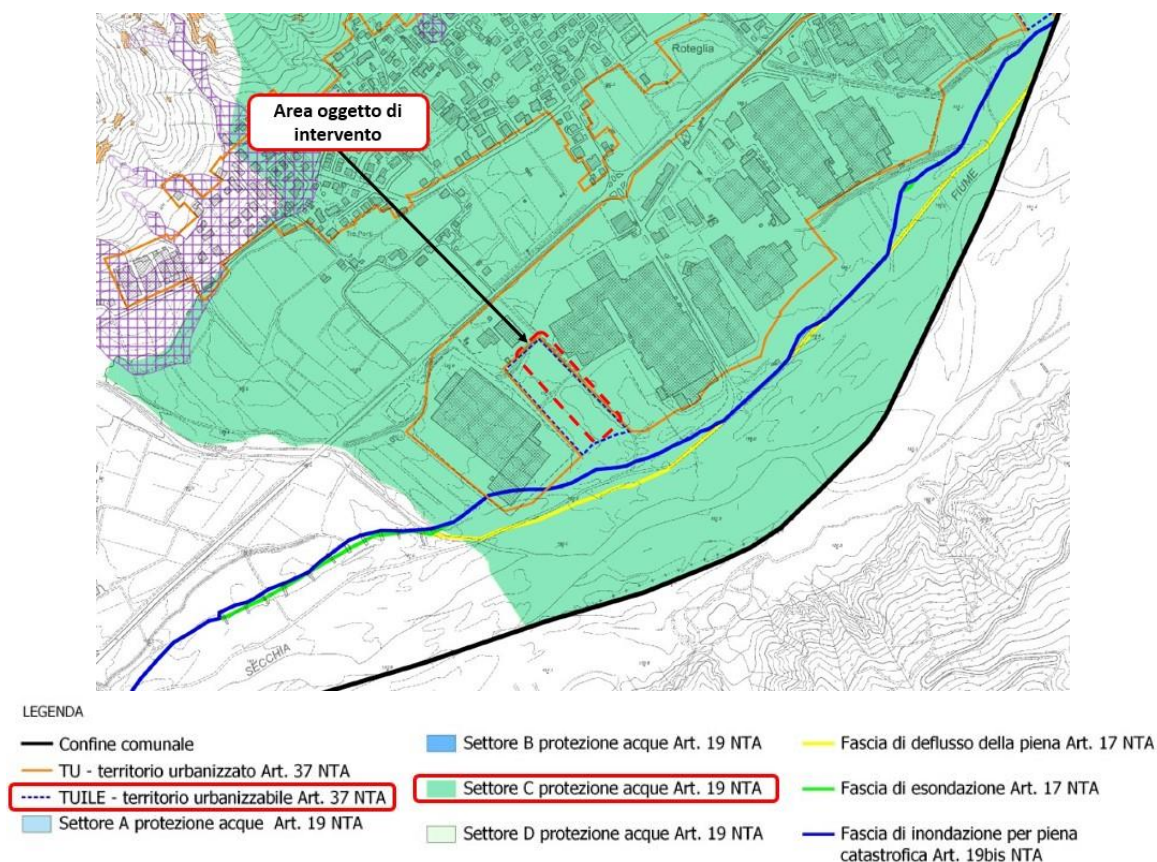 Roteglia
Area oggetto di
intervento
FIUME
SECCHIA
LEGENDA
Confine comunale
TU - territorio urbanizzato Art. 37 NTA
TUILE - territorio urbanizzabile Art. 37 NTA
Settore A protezione acque Art. 19 NTA
Settore B protezione acque Art. 19 NTA
Settore C protezione acque Art. 19 NTA
Settore D protezione acque Art. 19 NTA
Fascia di deflusso della piena Art. 17 NTA
Fascia di esondazione Art. 17 NTA
Fascia di inondazione per piena
catastrofica Art. 19bis NTA